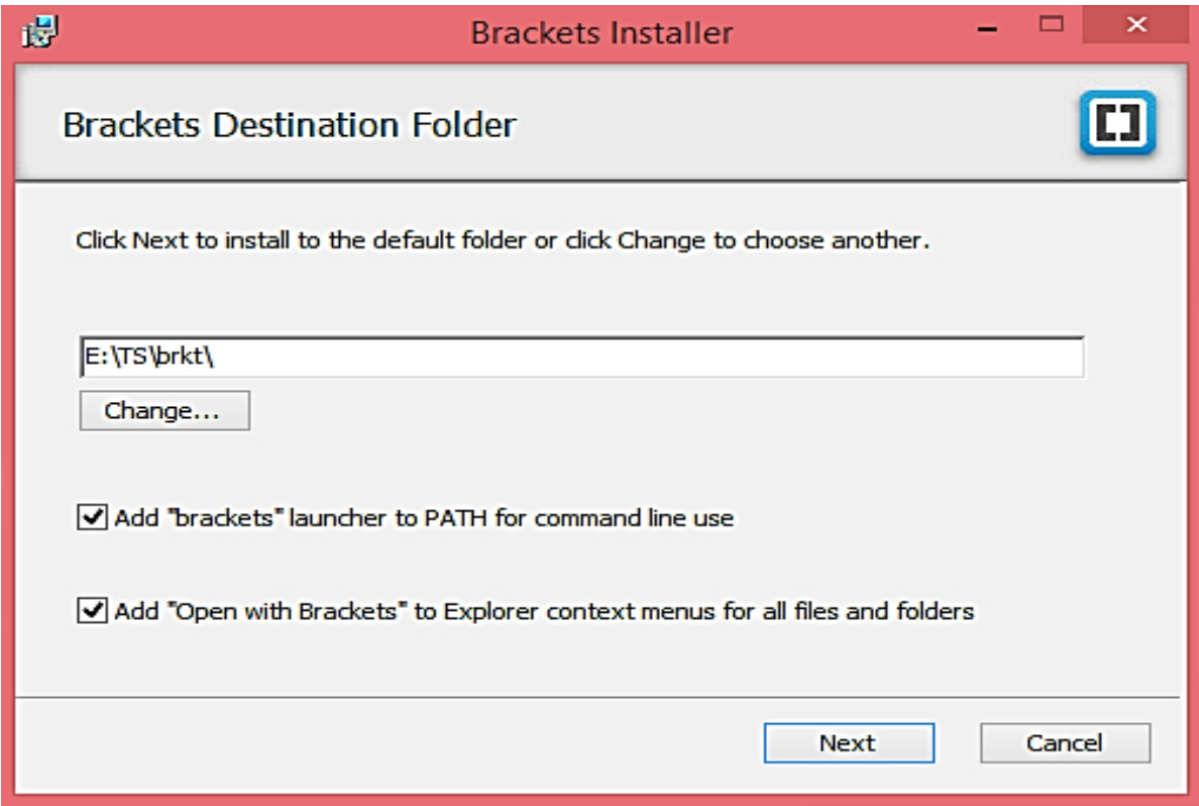 Brackets Installer
Brackets Destination Folder
Click Next to install to the default folder or click Change to choose another.
E:\TS\brkt\
Change...
Add "brackets" launcher to PATH for command line use
Add "Open with Brackets" to Explorer context menus for all files and folders
Next
Cancel